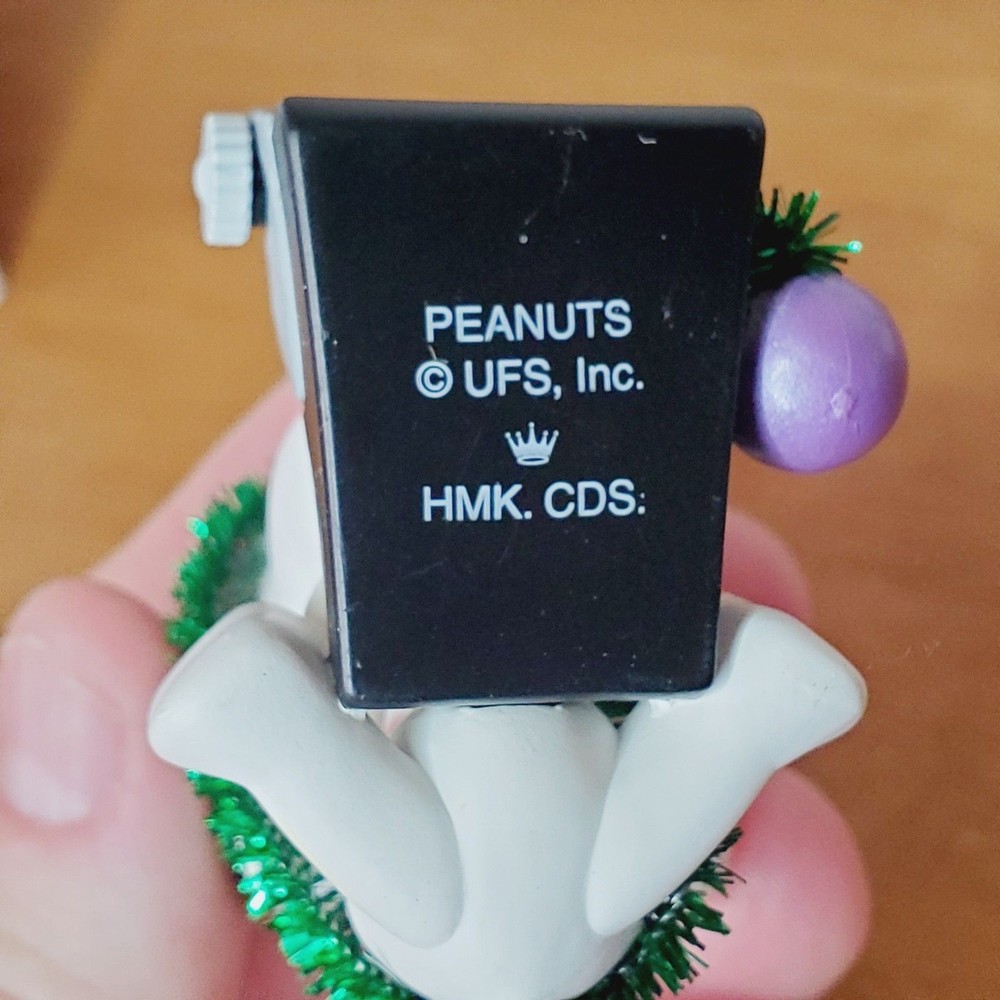 PEANUTS
© UFS, Inc.
HMK. CDS.